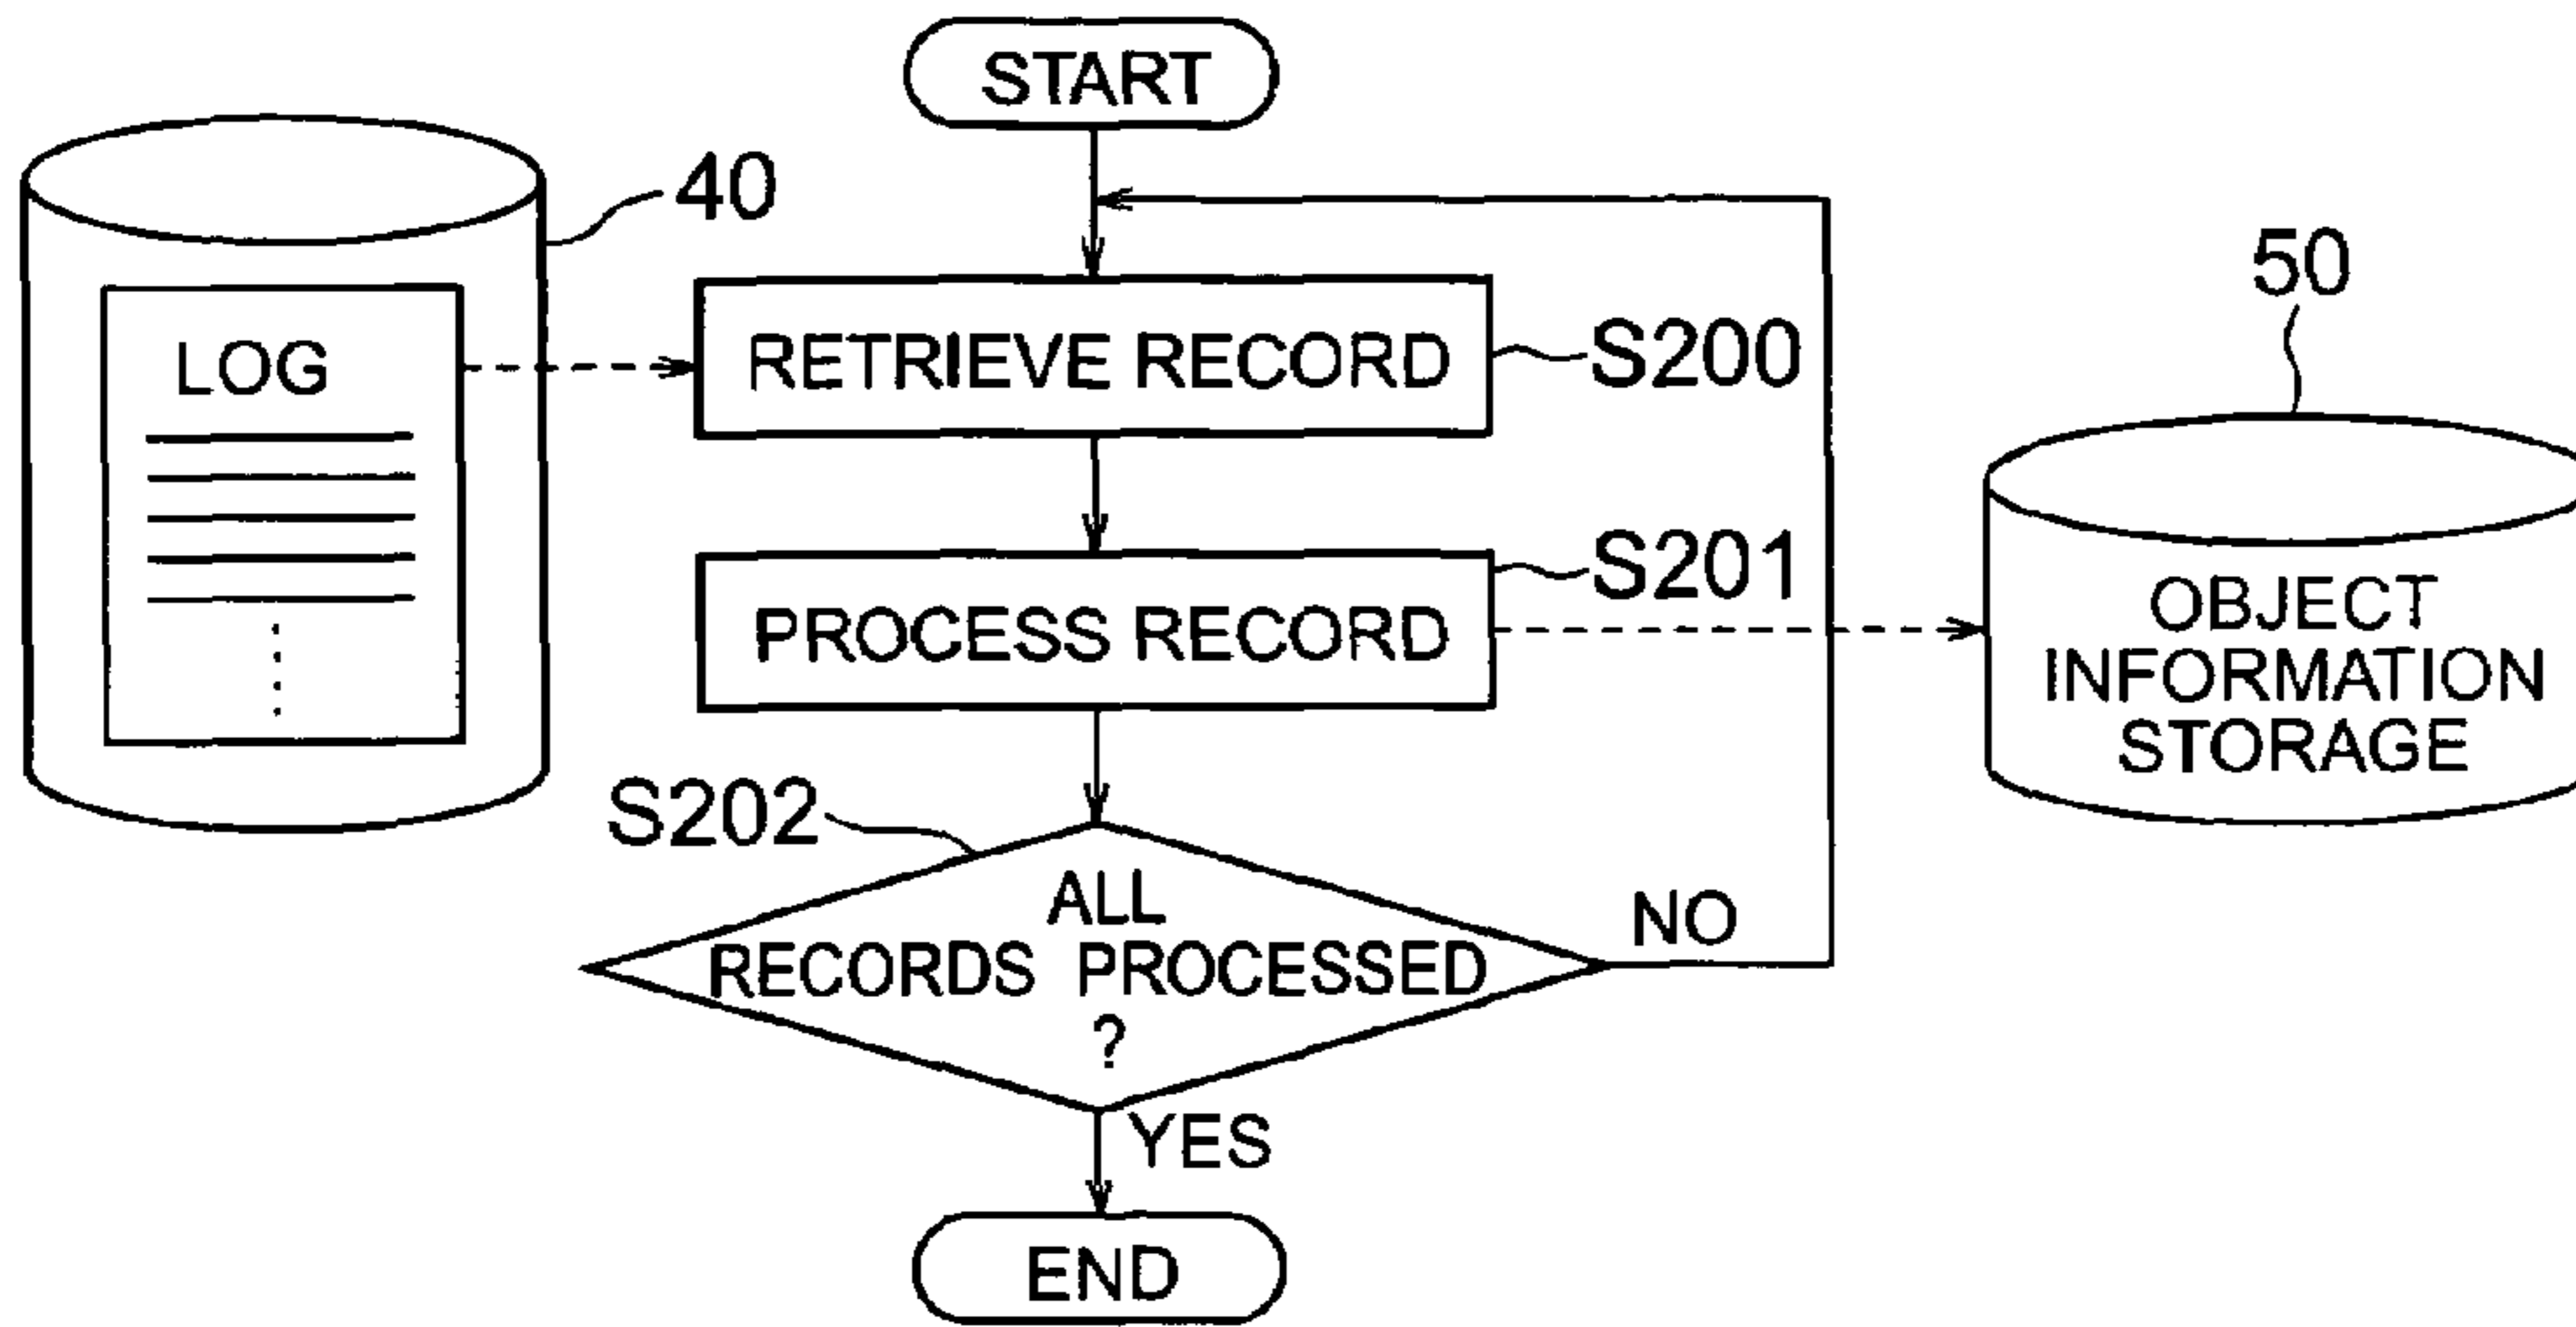 START
40
LOG
RETRIEVE RECORD
S200
50
PROCESS RECORD
S201
OBJECT
INFORMATION
STORAGE
S202
ALL
RECORDS PROCESSED
?
NO
YES
END